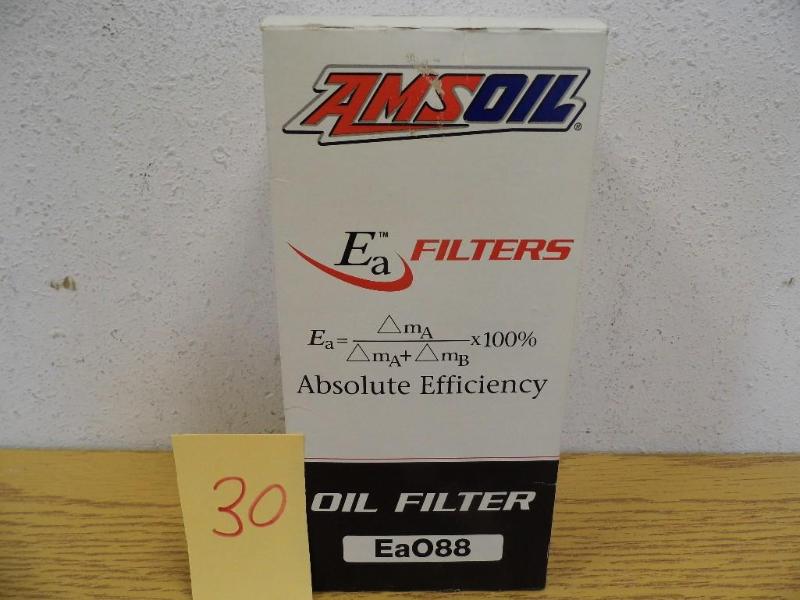 AMSOIL®
Ea™ FILTERS
Ea = △mA / △mA + △mB x 100%
Absolute Efficiency
OIL FILTER
EaO88
30